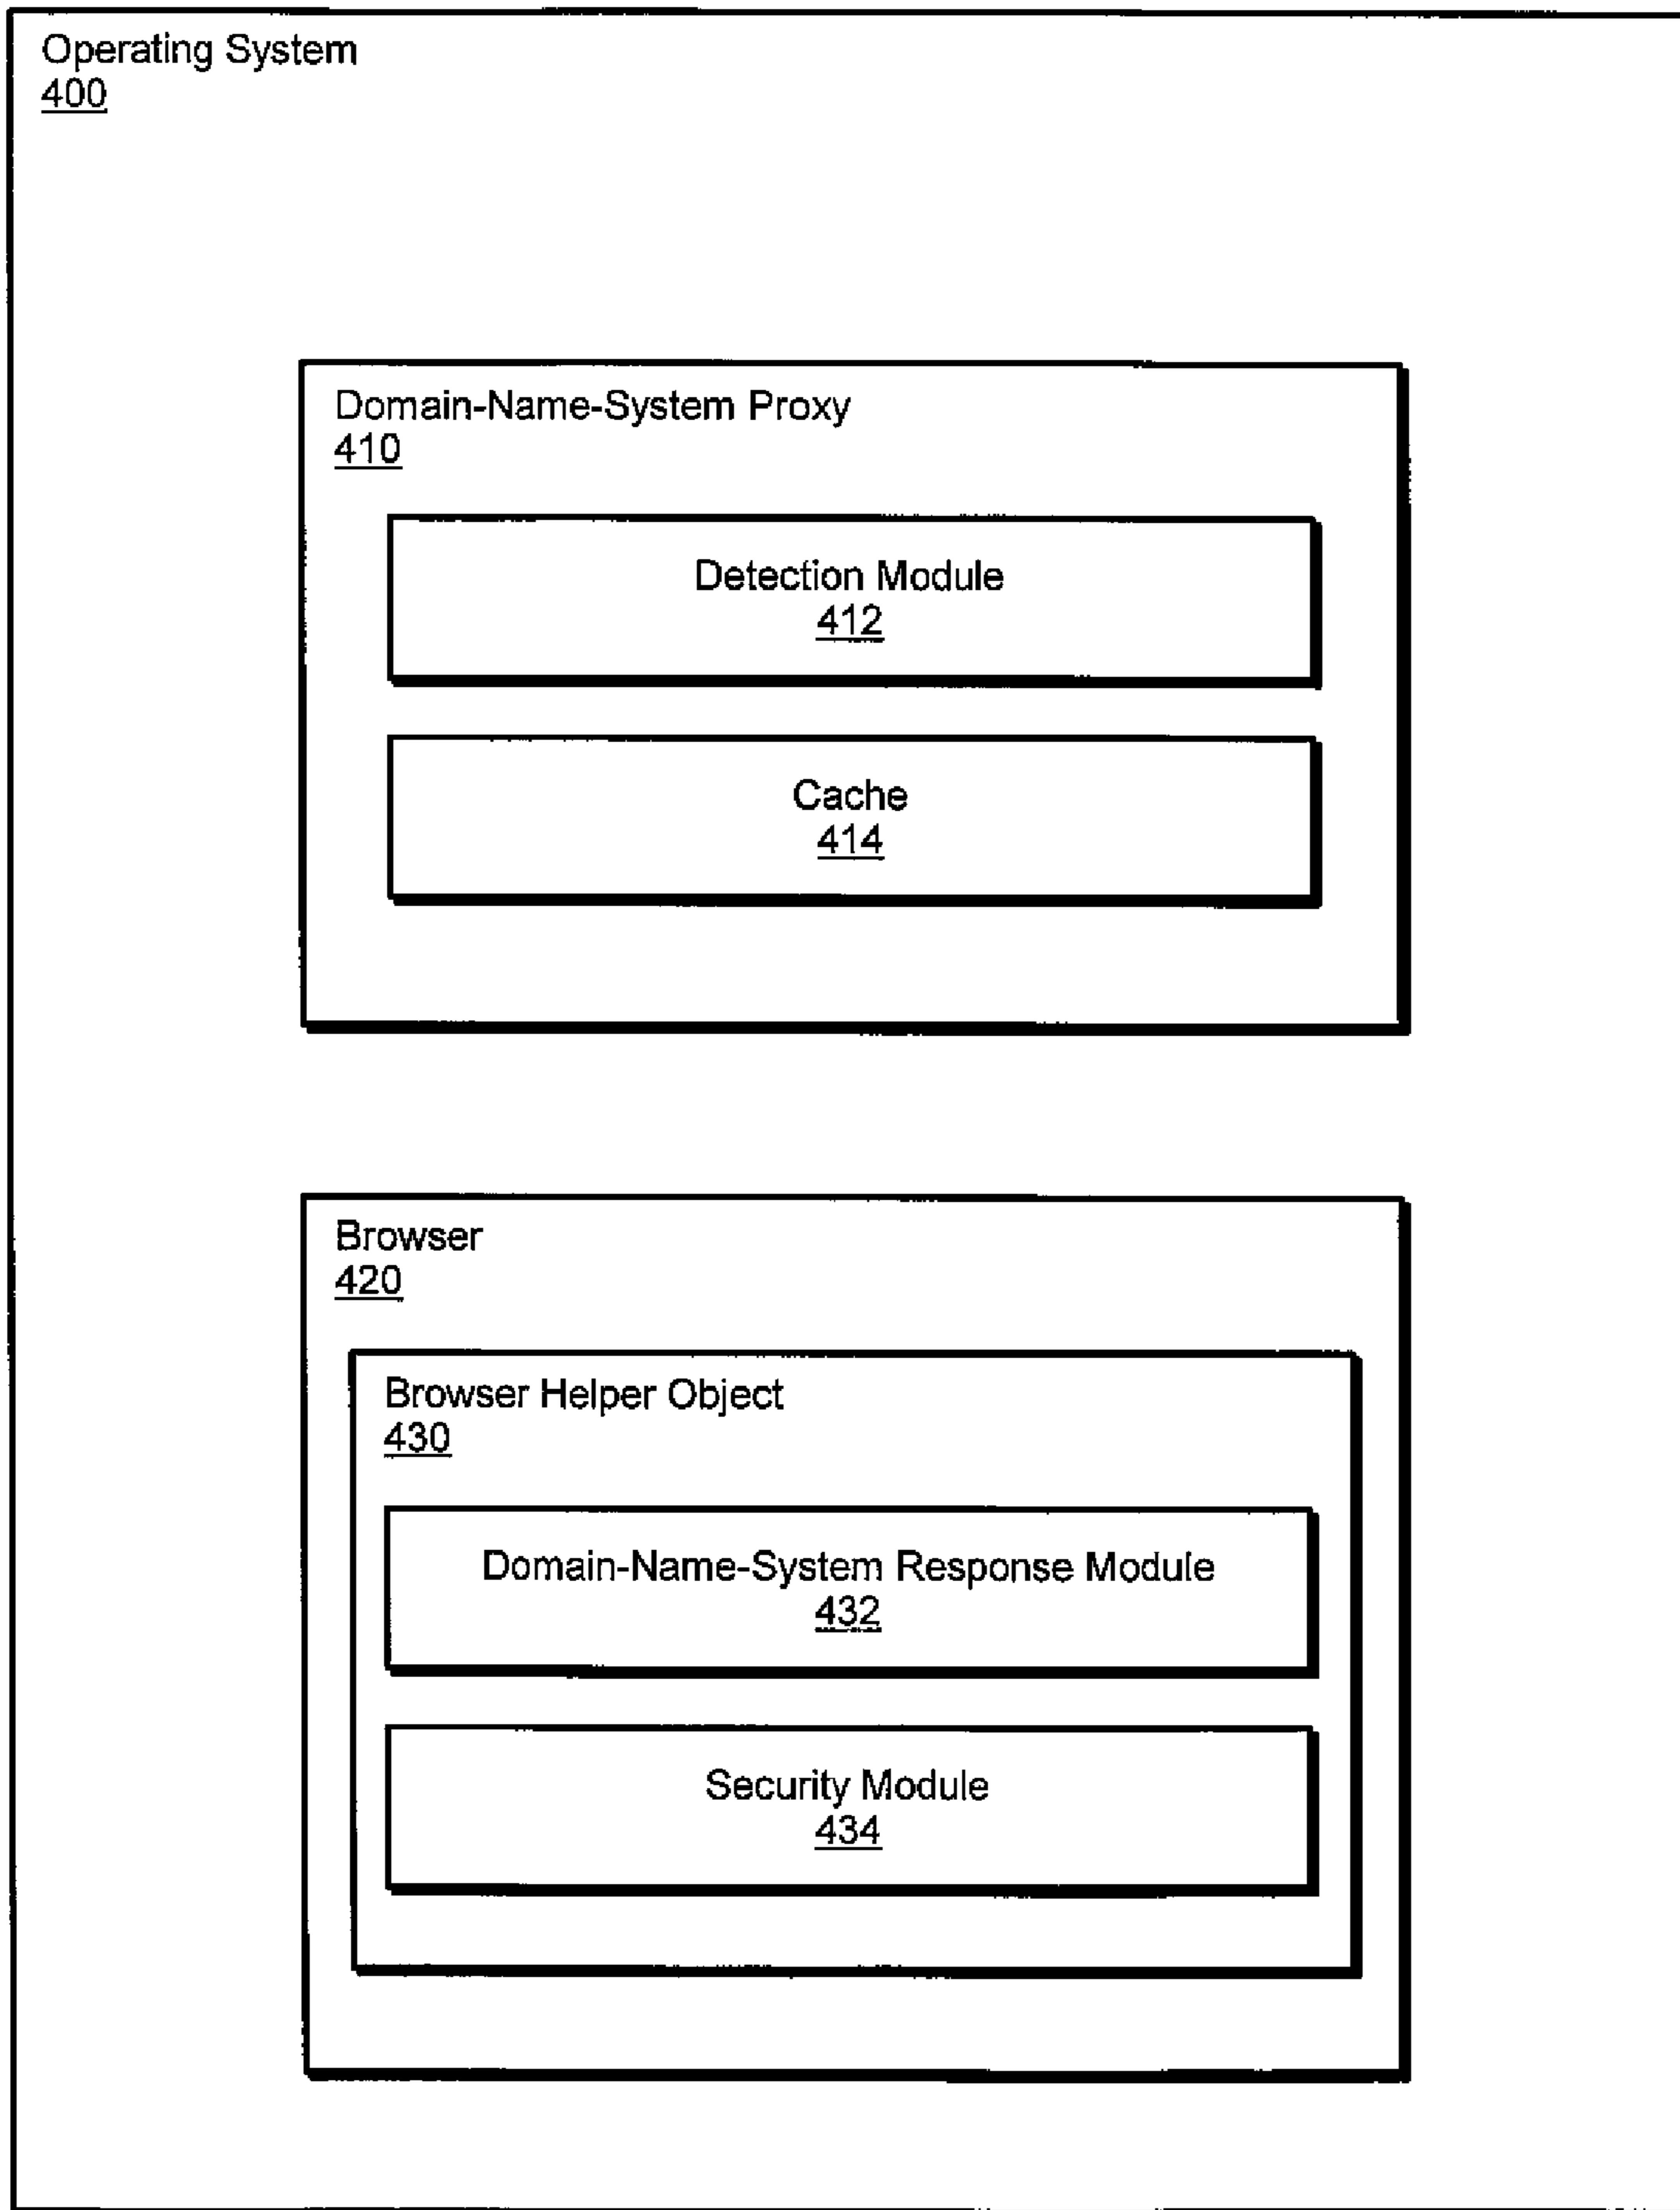 Operating System
400
Domain-Name-System Proxy
410
Detection Module
412
Cache
414
Browser
420
Browser Helper Object
430
Domain-Name-System Response Module
432
Security Module
434